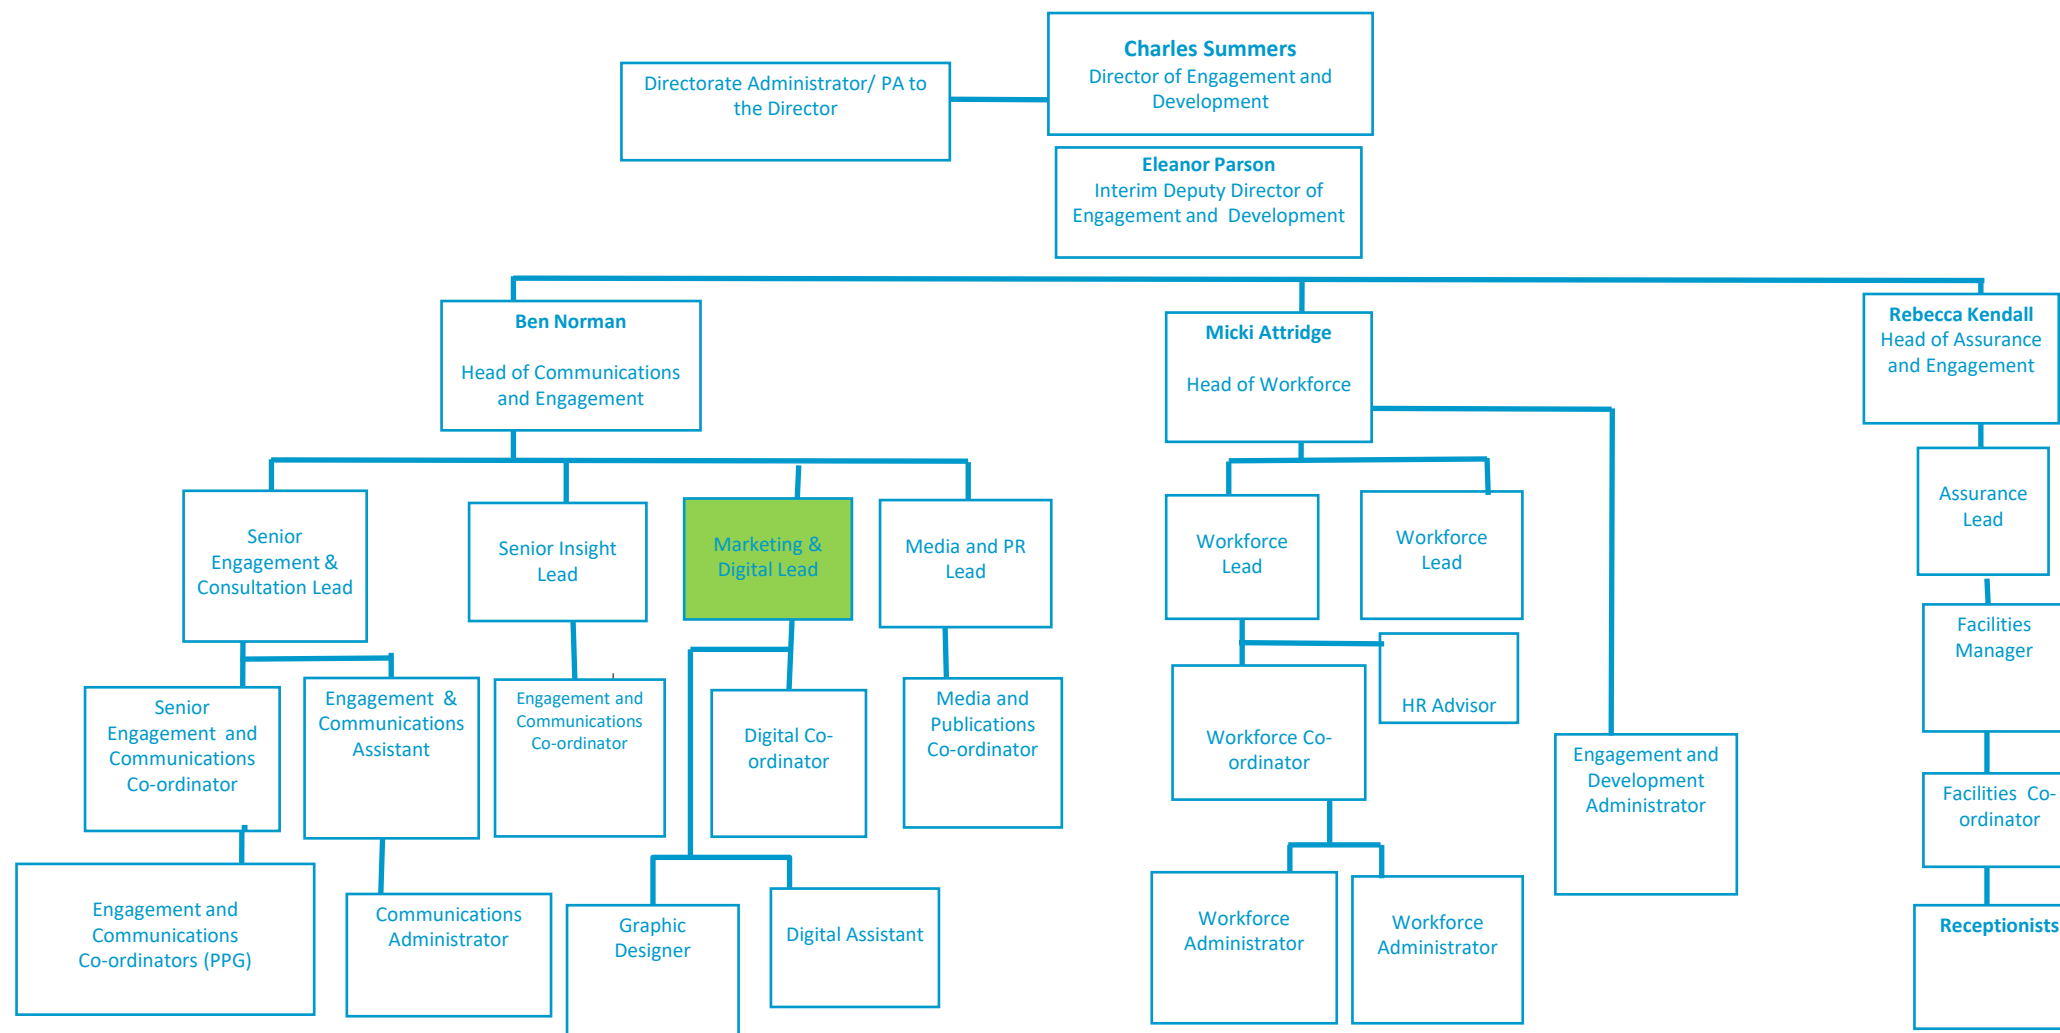 Charles Summers
Director of Engagement and
Development
Directorate Administrator/ PA to
the Director
Eleanor Parson
Interim Deputy Director of
Engagement and Development
Ben Norman
Head of Communications
and Engagement
Micki Attridge
Head of Workforce
Rebecca Kendall
Head of Assurance
and Engagement
Senior
Engagement &
Consultation Lead
Senior Insight
Lead
Marketing &
Digital Lead
Media and PR
Lead
Workforce
Lead
Workforce
Lead
Assurance
Lead
Senior
Engagement and
Communications
Co-ordinator
Engagement &
Communications
Assistant
Engagement and
Communications
Co-ordinator
Digital Co-
ordinator
Media and
Publications
Co-ordinator
Workforce Co-
ordinator
HR Advisor
Engagement and
Development
Administrator
Facilities
Manager
Facilities Co-
ordinator
Engagement and
Communications
Co-ordinators (PPG)
Communications
Administrator
Graphic
Designer
Digital Assistant
Workforce
Administrator
Workforce
Administrator
Receptionists